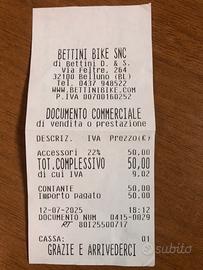 BETTINI BIKE SNC
di Bettini D. & S.
Via Feltre, 264
32100 Belluno (BL)
Tel. 0437 948522
WWW.BETTINIBIKE.COM
P.IVA 00700160252
DOCUMENTO COMMERCIALE
di vendita o prestazione
DESCRIZ. IVA Prezzo(€)
Accessori 22% 50,00
TOT.COMPLESSIVO 50,00
di cui IVA 9,02
CONTANTE 50,00
Importo pagato 50,00
12-07-2025 18:12
DOCUMENTO NUM 0415-0029
RT 80I25500717
CASSA: 01
GRAZIE E ARRIVEDERCI
subito